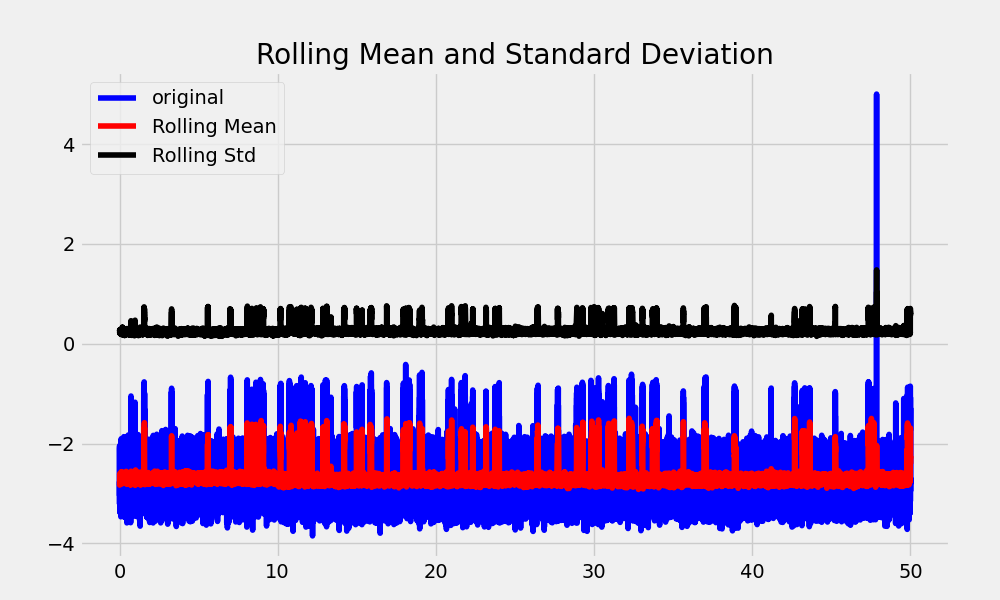 Rolling Mean and Standard Deviation
original
Rolling Mean
Rolling Std
4
2
0
−2
−4
0 10 20 30 40 50